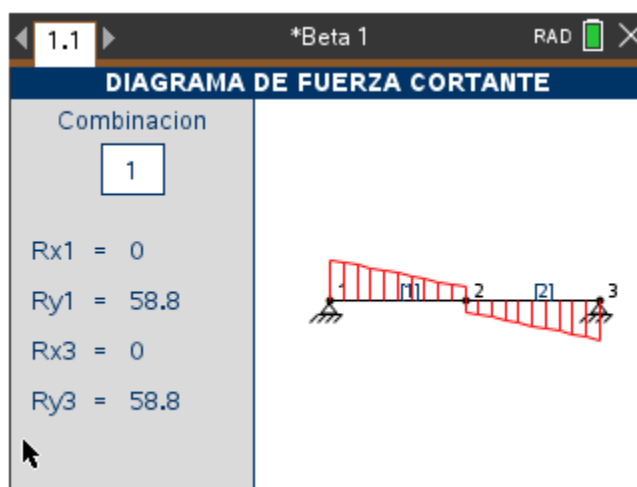 1.1 *Beta 1 RAD
DIAGRAMA DE FUERZA CORTANTE
Combinacion
1
Rx1 = 0
Ry1 = 58.8
Rx3 = 0
Ry3 = 58.8
1 [1] 2 [2] 3